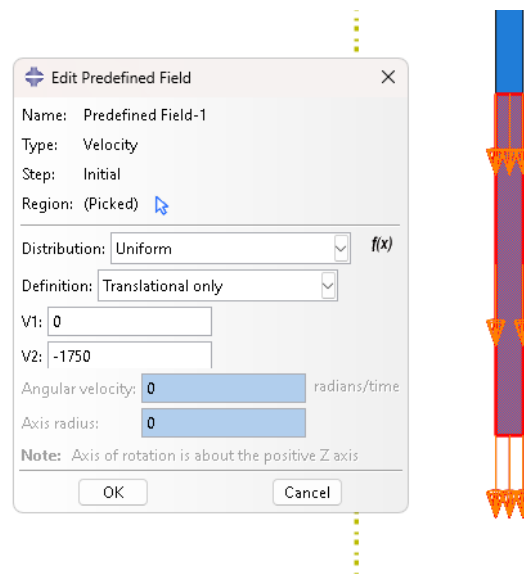 Edit Predefined Field
Name: Predefined Field-1
Type: Velocity
Step: Initial
Region: (Picked)
Distribution: Uniform f(x)
Definition: Translational only
V1: 0
V2: -1750
Angular velocity: 0 radians/time
Axis radius: 0
Note: Axis of rotation is about the positive Z axis
OK Cancel